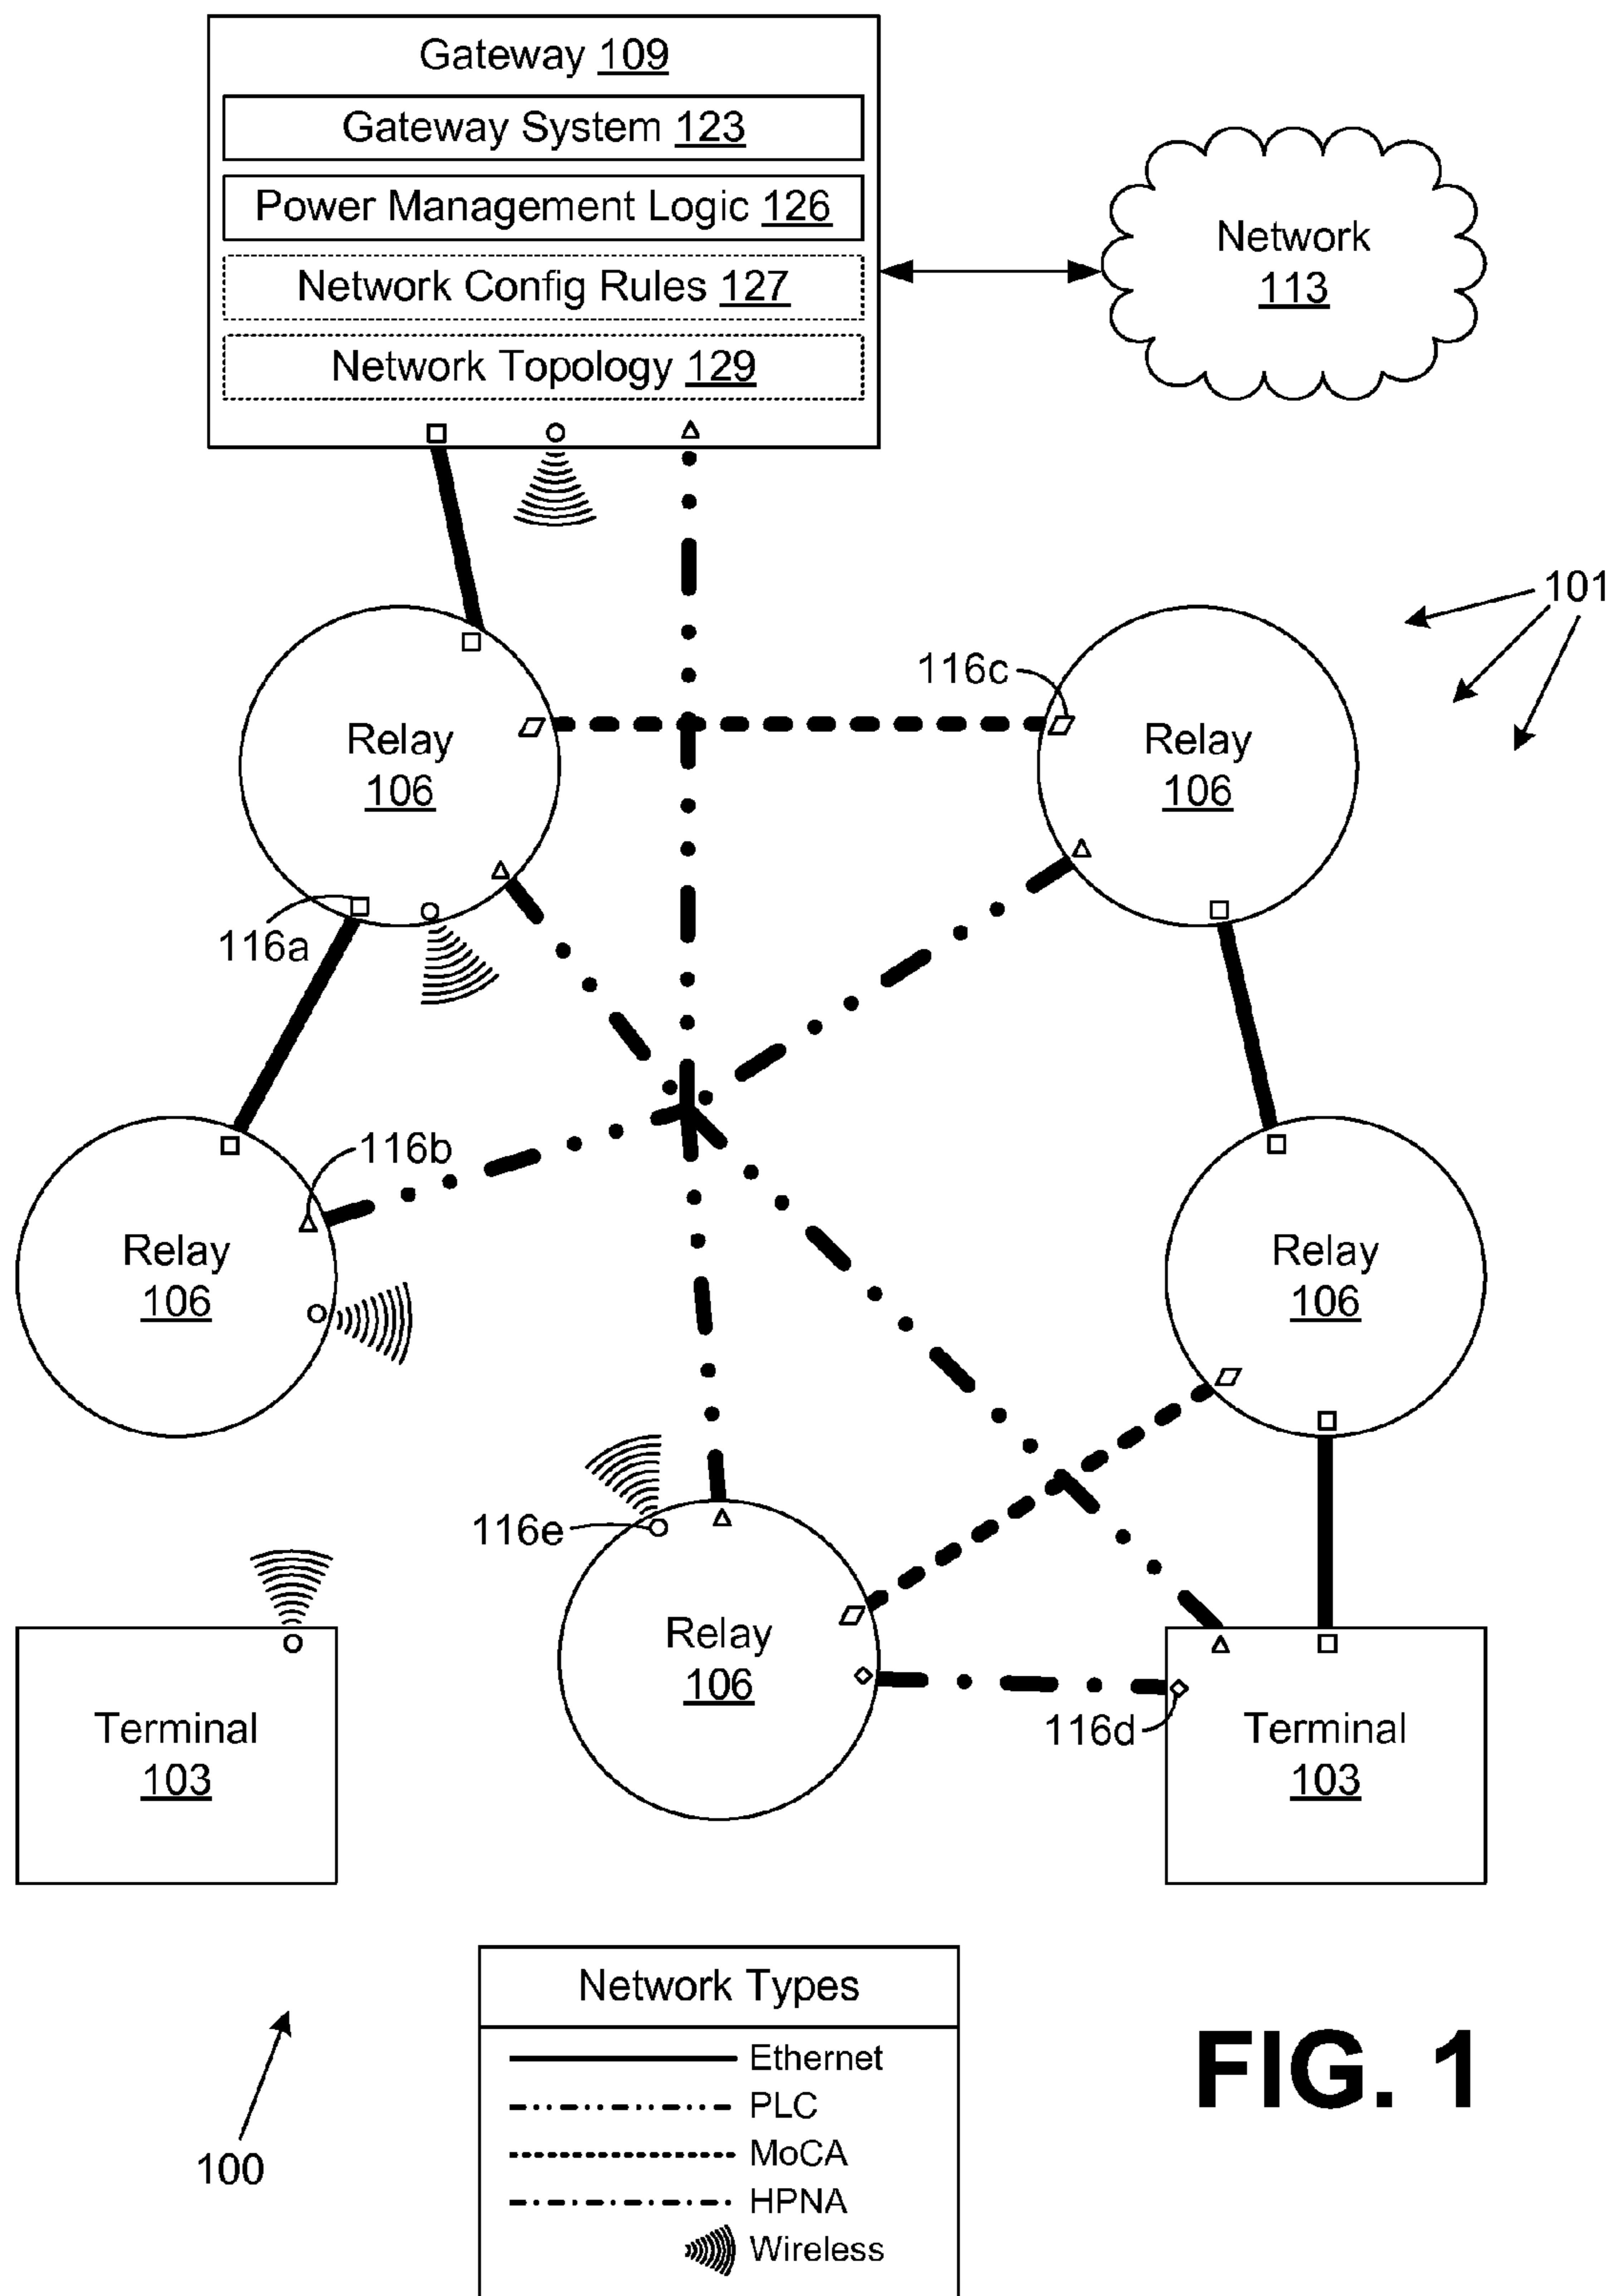 Gateway 109
Gateway System 123
Power Management Logic 126
Network Config Rules 127
Network Topology 129
Network
113
101
116c
Relay
106
Relay
106
116a
116b
Relay
106
Relay
106
116e
Relay
106
116d
Terminal
103
Terminal
103
Network Types
Ethernet
PLC
MoCA
HPNA
Wireless
100
FIG. 1